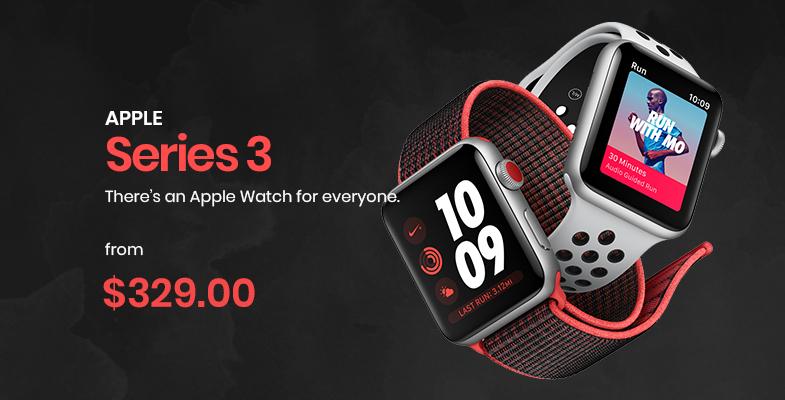 APPLE
Series 3
There's an Apple Watch for everyone.
from
$329.00
10
09
LAST RUN: 3.12MI
Run
10:09
RUN
WITH MO
30 Minutes
Audio Guided Run